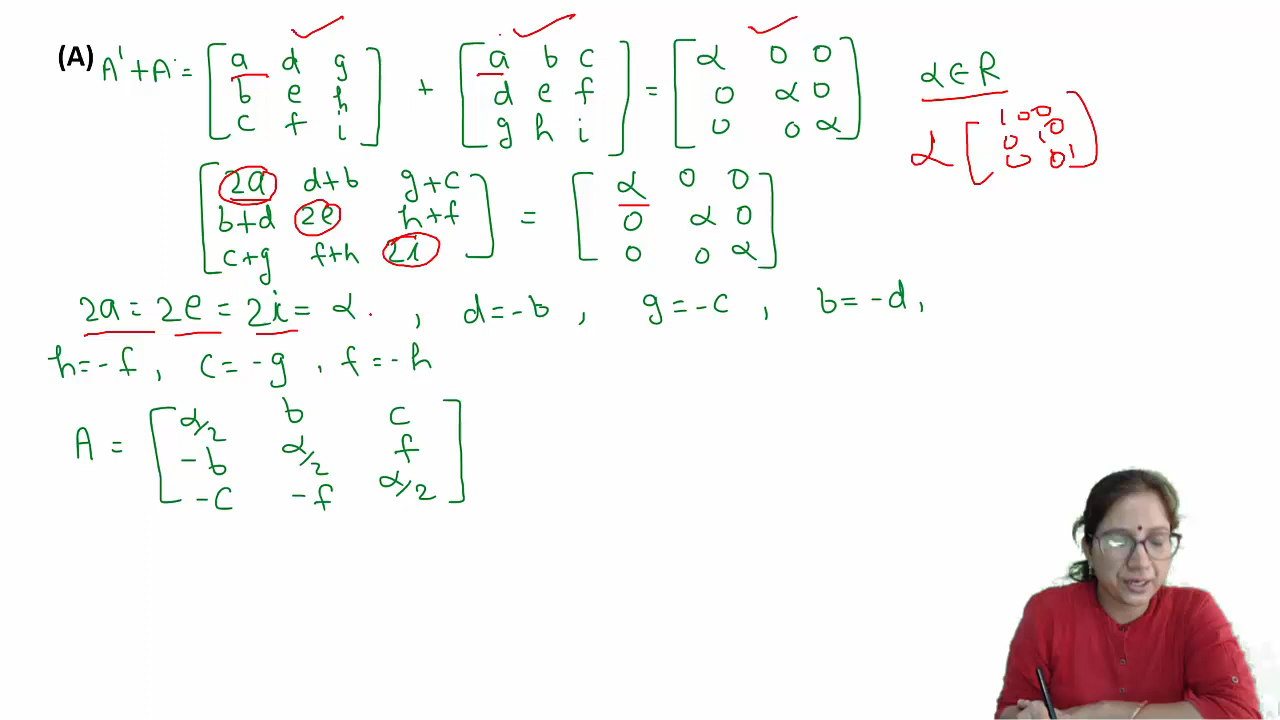 (A) A' + A = [ a d g ] + [ a b c ] = [ α 0 0 ] α ∈ R
[ b e h ] [ d e f ] [ 0 α 0 ] α [ 1 0 0 ]
[ c f i ] [ g h i ] [ 0 0 α ] [ 0 1 0 ]
[ 0 0 1 ]
[ 2a d+b g+c ] = [ α 0 0 ]
[ b+d 2e h+f ] [ 0 α 0 ]
[ c+g f+h 2i ] [ 0 0 α ]
2a = 2e = 2i = α . , d = -b , g = -c , b = -d ,
h = -f , c = -g , f = -h
A = [ α/2 b c ]
[ -b α/2 f ]
[ -c -f α/2 ]